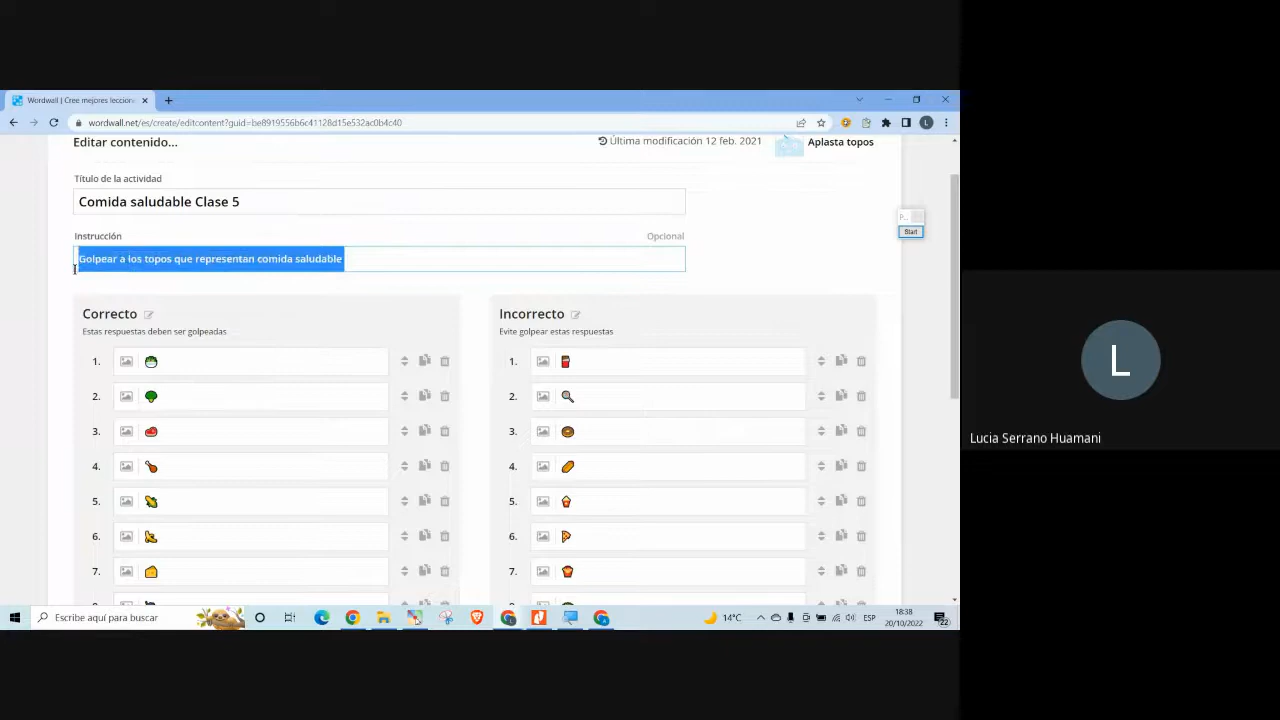 Wordwall | Cree mejores leccion
wordwall.net/es/create/editcontent?guid=be8919556b6c41128d15e532ac0b4c40
Editar contenido...
Última modificación 12 feb. 2021
Aplasta topos
Título de la actividad
Comida saludable Clase 5
Instrucción
Opcional
Golpear a los topos que representan comida saludable
Start
Correcto
Estas respuestas deben ser golpeadas
1.
2.
3.
4.
5.
6.
7.
Incorrecto
Evite golpear estas respuestas
1.
2.
3.
4.
5.
6.
7.
L
Lucia Serrano Huamani
Escribe aquí para buscar
14°C
ESP
18:38
20/10/2022
22